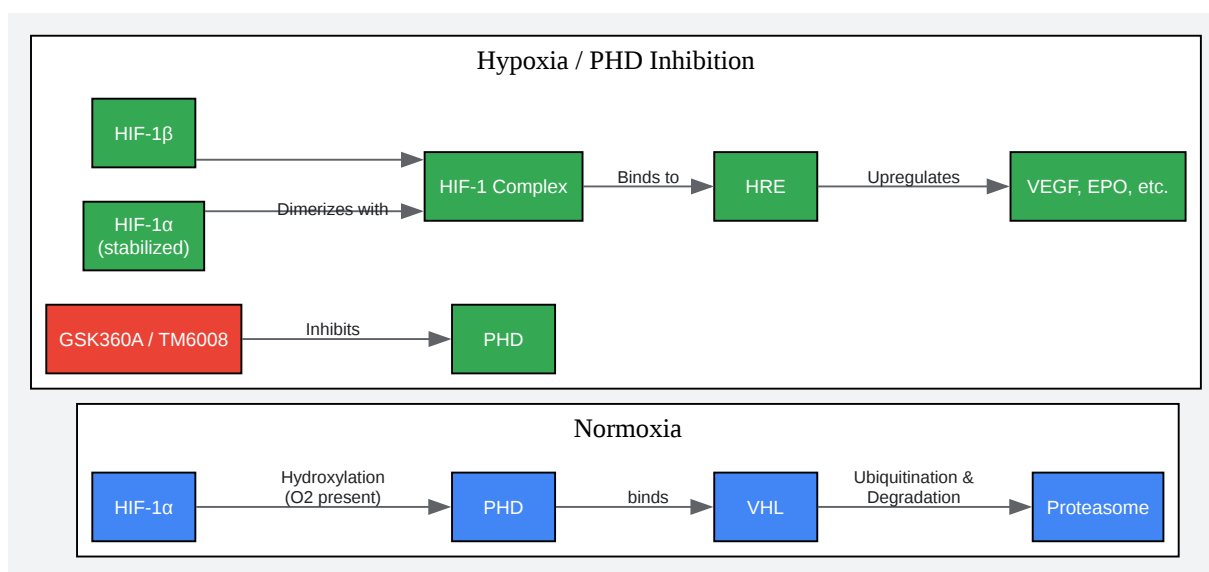 Hypoxia / PHD Inhibition
HIF-1β
HIF-1α
(stabilized)
Dimerizes with
HIF-1 Complex
Binds to
HRE
Upregulates
VEGF, EPO, etc.
GSK360A / TM6008
Inhibits
PHD
Normoxia
HIF-1α
Hydroxylation
(O2 present)
PHD
binds
VHL
Ubiquitination &
Degradation
Proteasome